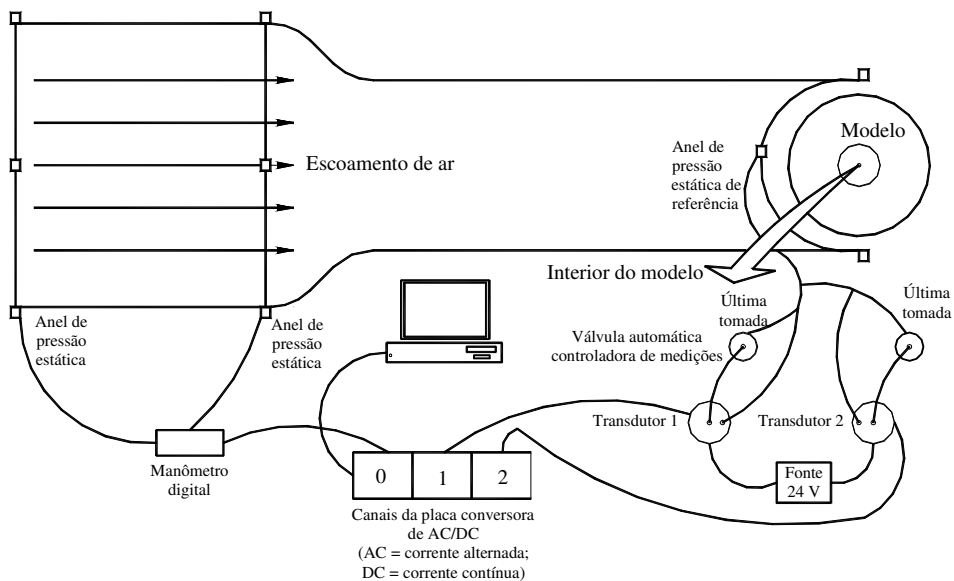 Modelo
Anel de
pressão
estática de
referência
Escoamento de ar
Interior do modelo
Última
tomada
Última
tomada
Anel de
pressão
estática
Anel de
pressão
estática
Válvula automática
controladora de medições
Transdutor 1
Transdutor 2
Manômetro
digital
0
1
2
Fonte
24 V
Canais da placa conversora
de AC/DC
(AC = corrente alternada;
DC = corrente contínua)